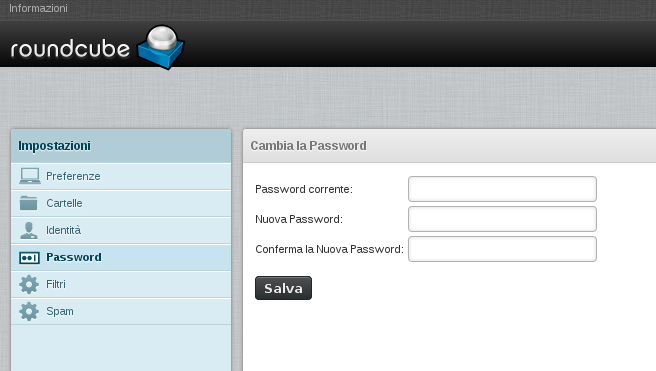 Informazioni
roundcube
Impostazioni
Preferenze
Cartelle
Identità
Password
Filtri
Spam
Cambia la Password
Password corrente:
Nuova Password:
Conferma la Nuova Password:
Salva